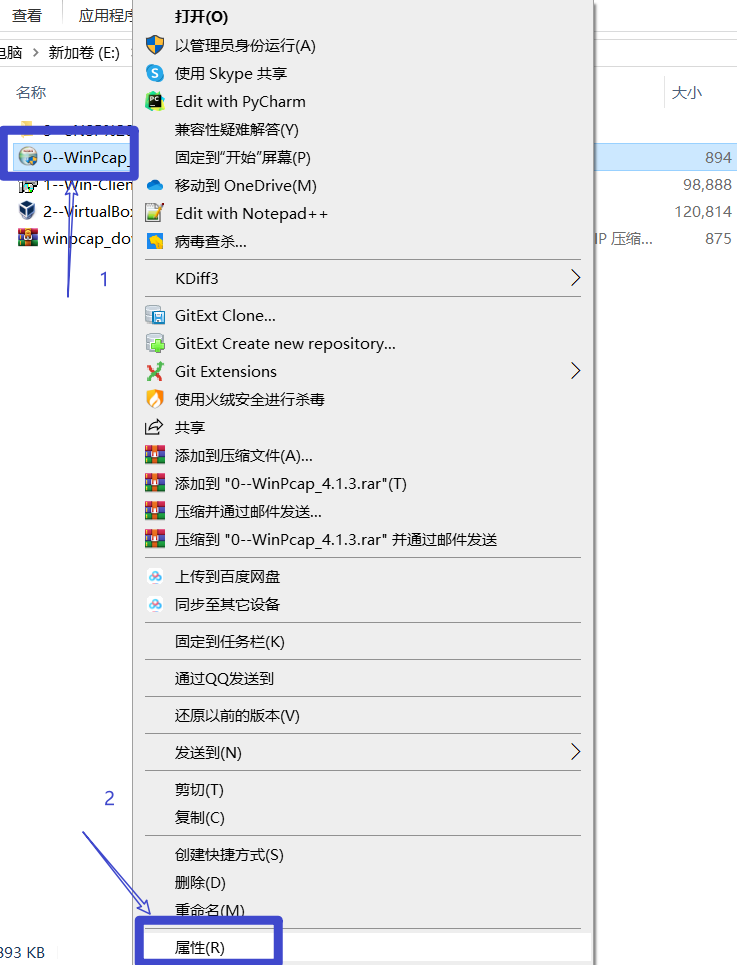 查看
应用程序
电脑 > 新加卷 (E:)
名称
大小
0--WinPcap_
894
1--Win-Clien
98,888
2--VirtualBox
120,814
winpcap_do
IP 压缩...
875
1
打开(O)
以管理员身份运行(A)
使用 Skype 共享
Edit with PyCharm
兼容性疑难解答(Y)
固定到"开始"屏幕(P)
移动到 OneDrive(M)
Edit with Notepad++
病毒查杀...
KDiff3
GitExt Clone...
GitExt Create new repository...
Git Extensions
使用火绒安全进行杀毒
共享
添加到压缩文件(A)...
添加到 "0--WinPcap_4.1.3.rar"(T)
压缩并通过邮件发送...
压缩到 "0--WinPcap_4.1.3.rar" 并通过邮件发送
上传到百度网盘
同步至其它设备
固定到任务栏(K)
通过QQ发送到
还原以前的版本(V)
发送到(N)
剪切(T)
2
复制(C)
创建快捷方式(S)
删除(D)
重命名(M)
属性(R)
893 KB